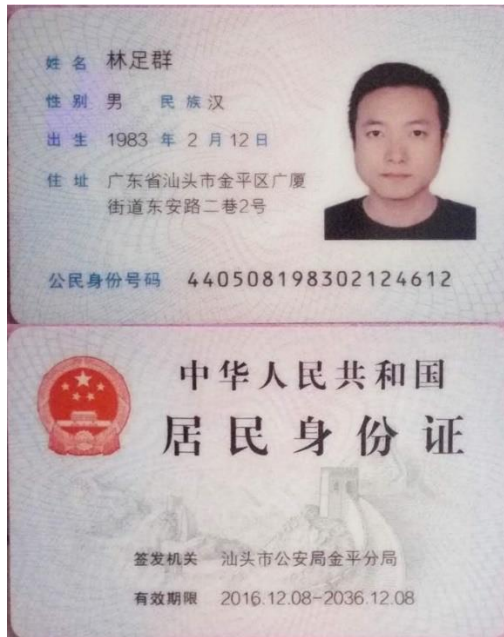 姓名 林足群
性别 男 民族 汉
出生 1983 年 2 月 12 日
住址 广东省汕头市金平区广厦
街道东安路二巷2号
公民身份号码 440508198302124612
中华人民共和国
居民身份证
签发机关 汕头市公安局金平分局
有效期限 2016.12.08-2036.12.08